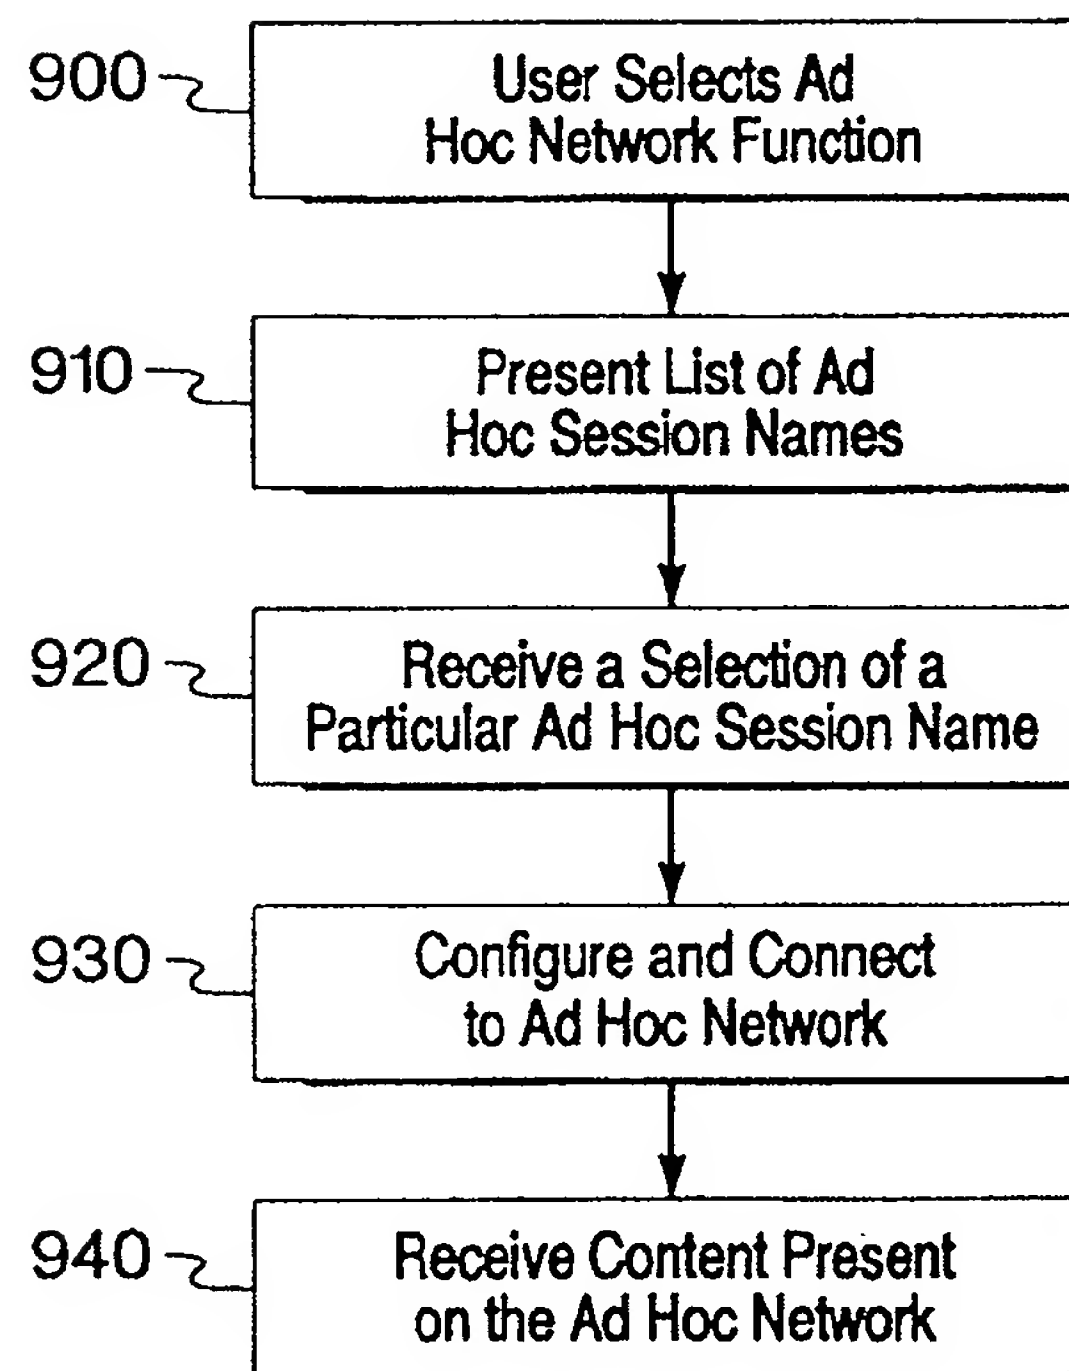 900
User Selects Ad
Hoc Network Function
910
Present List of Ad
Hoc Session Names
920
Receive a Selection of a
Particular Ad Hoc Session Name
930
Configure and Connect
to Ad Hoc Network
940
Receive Content Present
on the Ad Hoc Network